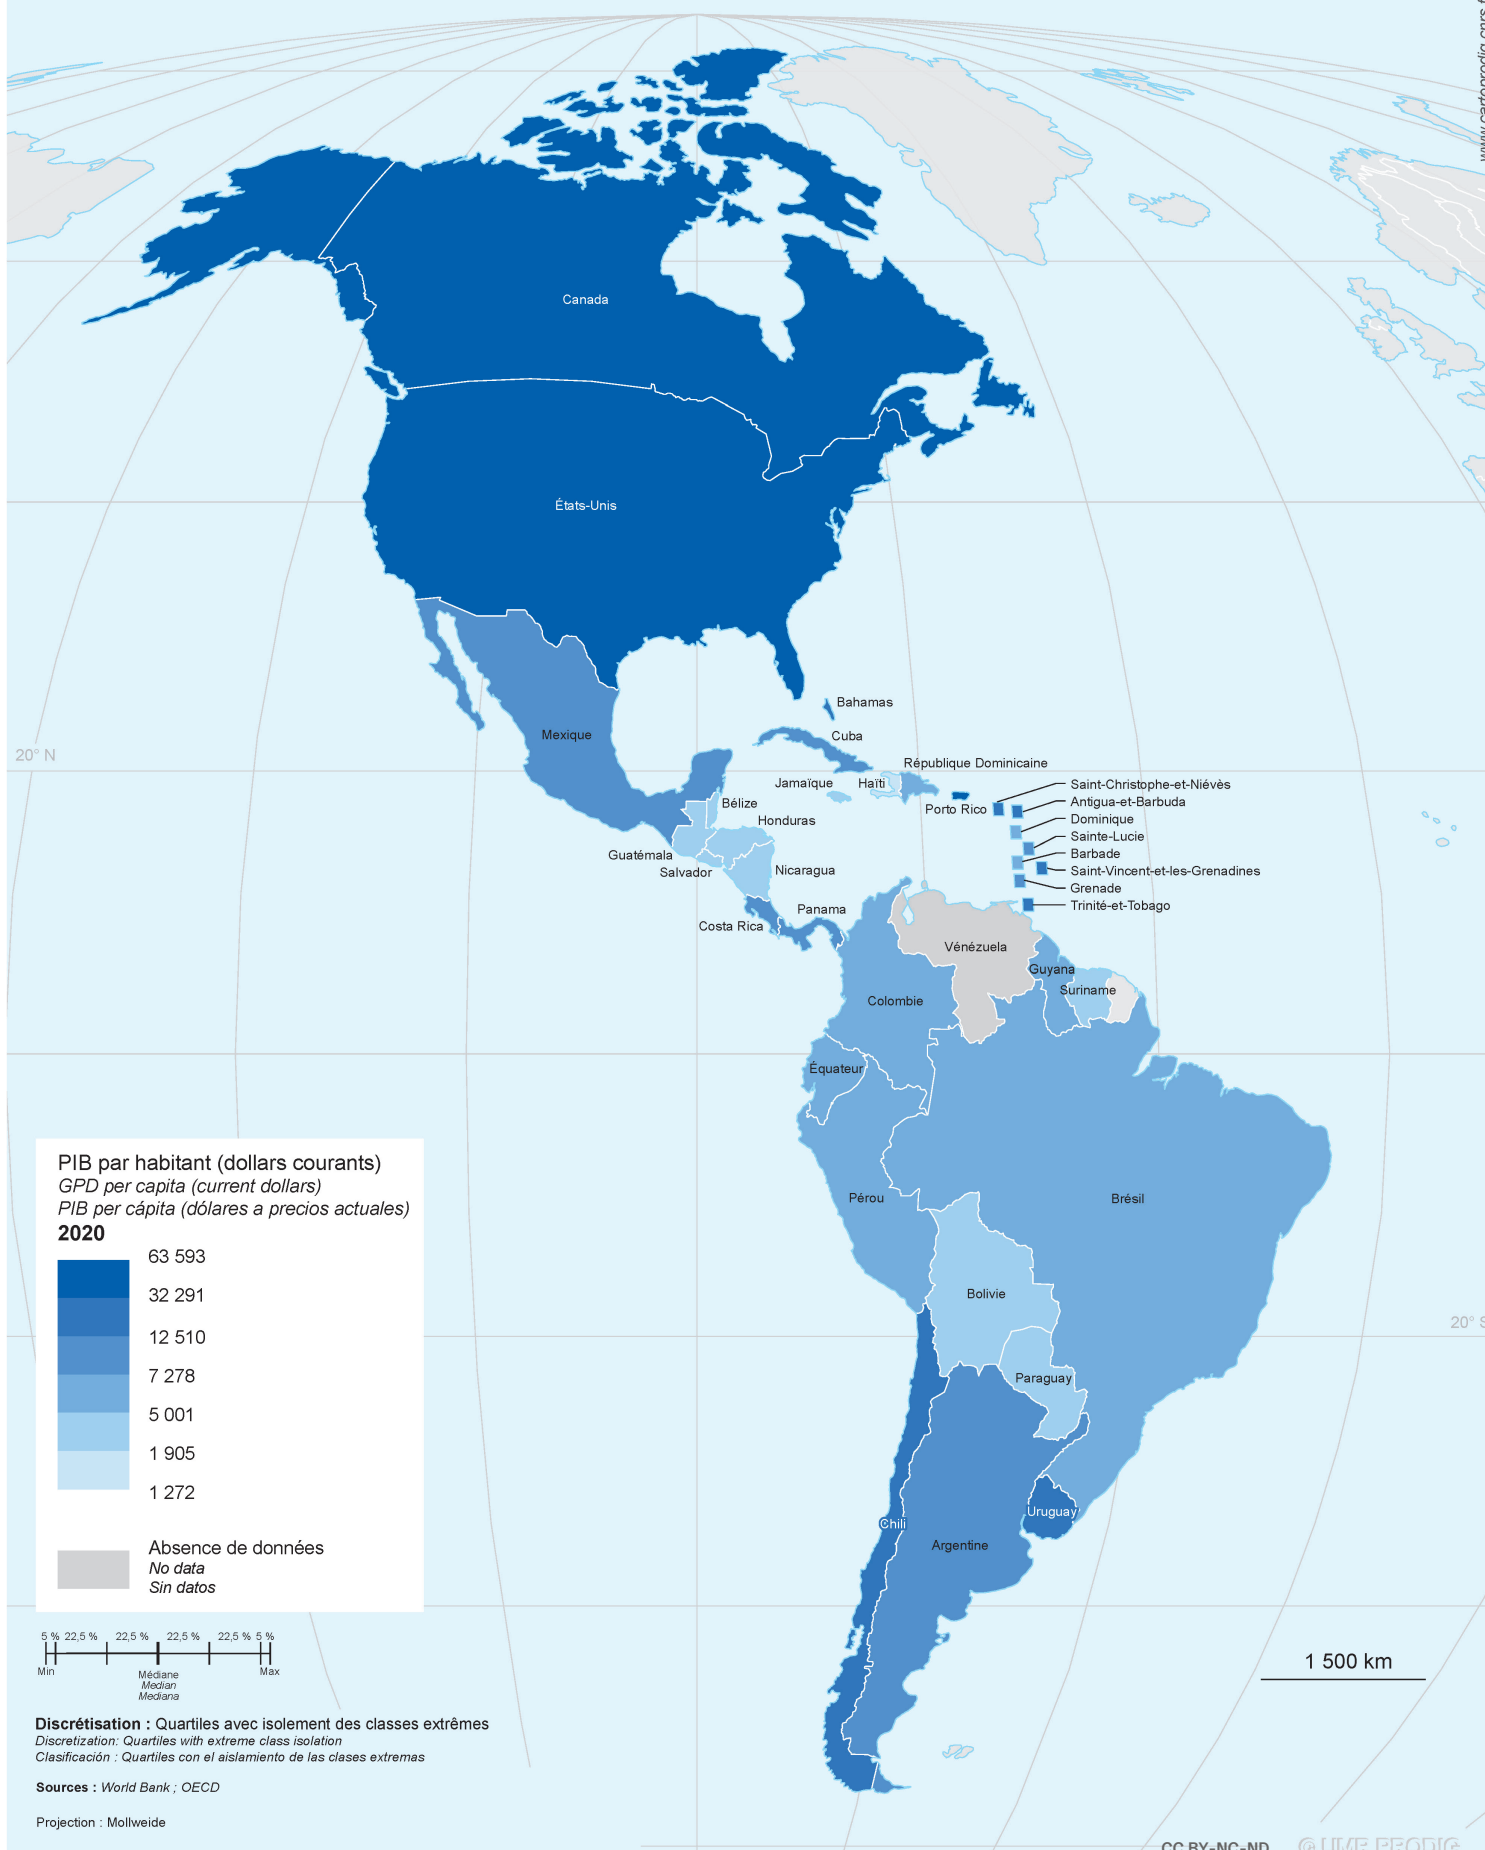 www.cartoprodig.cnrs.f
Canada
États-Unis
Bahamas
Cuba
Mexique
20° N
République Dominicaine
Jamaïque
Haïti
Saint-Christophe-et-Niévès
Bélize
Porto Rico
Antigua-et-Barbuda
Honduras
Dominique
Sainte-Lucie
Guatémala
Barbade
Salvador
Nicaragua
Saint-Vincent-et-les-Grenadines
Grenade
Panama
Trinité-et-Tobago
Costa Rica
Vénézuela
Guyana
Suriname
Colombie
Équateur
Pérou
Brésil
Bolivie
20° S
Paraguay
Uruguay
Chili
Argentine
PIB par habitant (dollars courants)
GPD per capita (current dollars)
PIB per cápita (dólares a precios actuales)
2020
63 593
32 291
12 510
7 278
5 001
1 905
1 272
Absence de données
No data
Sin datos
5 % 22,5 % 22,5 % 22,5 % 22,5 % 5 %
Min
Max
Médiane
Median
Mediana
1 500 km
Discrétisation : Quartiles avec isolement des classes extrêmes
Discretization: Quartiles with extreme class isolation
Clasificación : Quartiles con el aislamiento de las clases extremas
Sources : World Bank ; OECD
Projection : Mollweide
CC BY-NC-ND
© UMR PRODIG